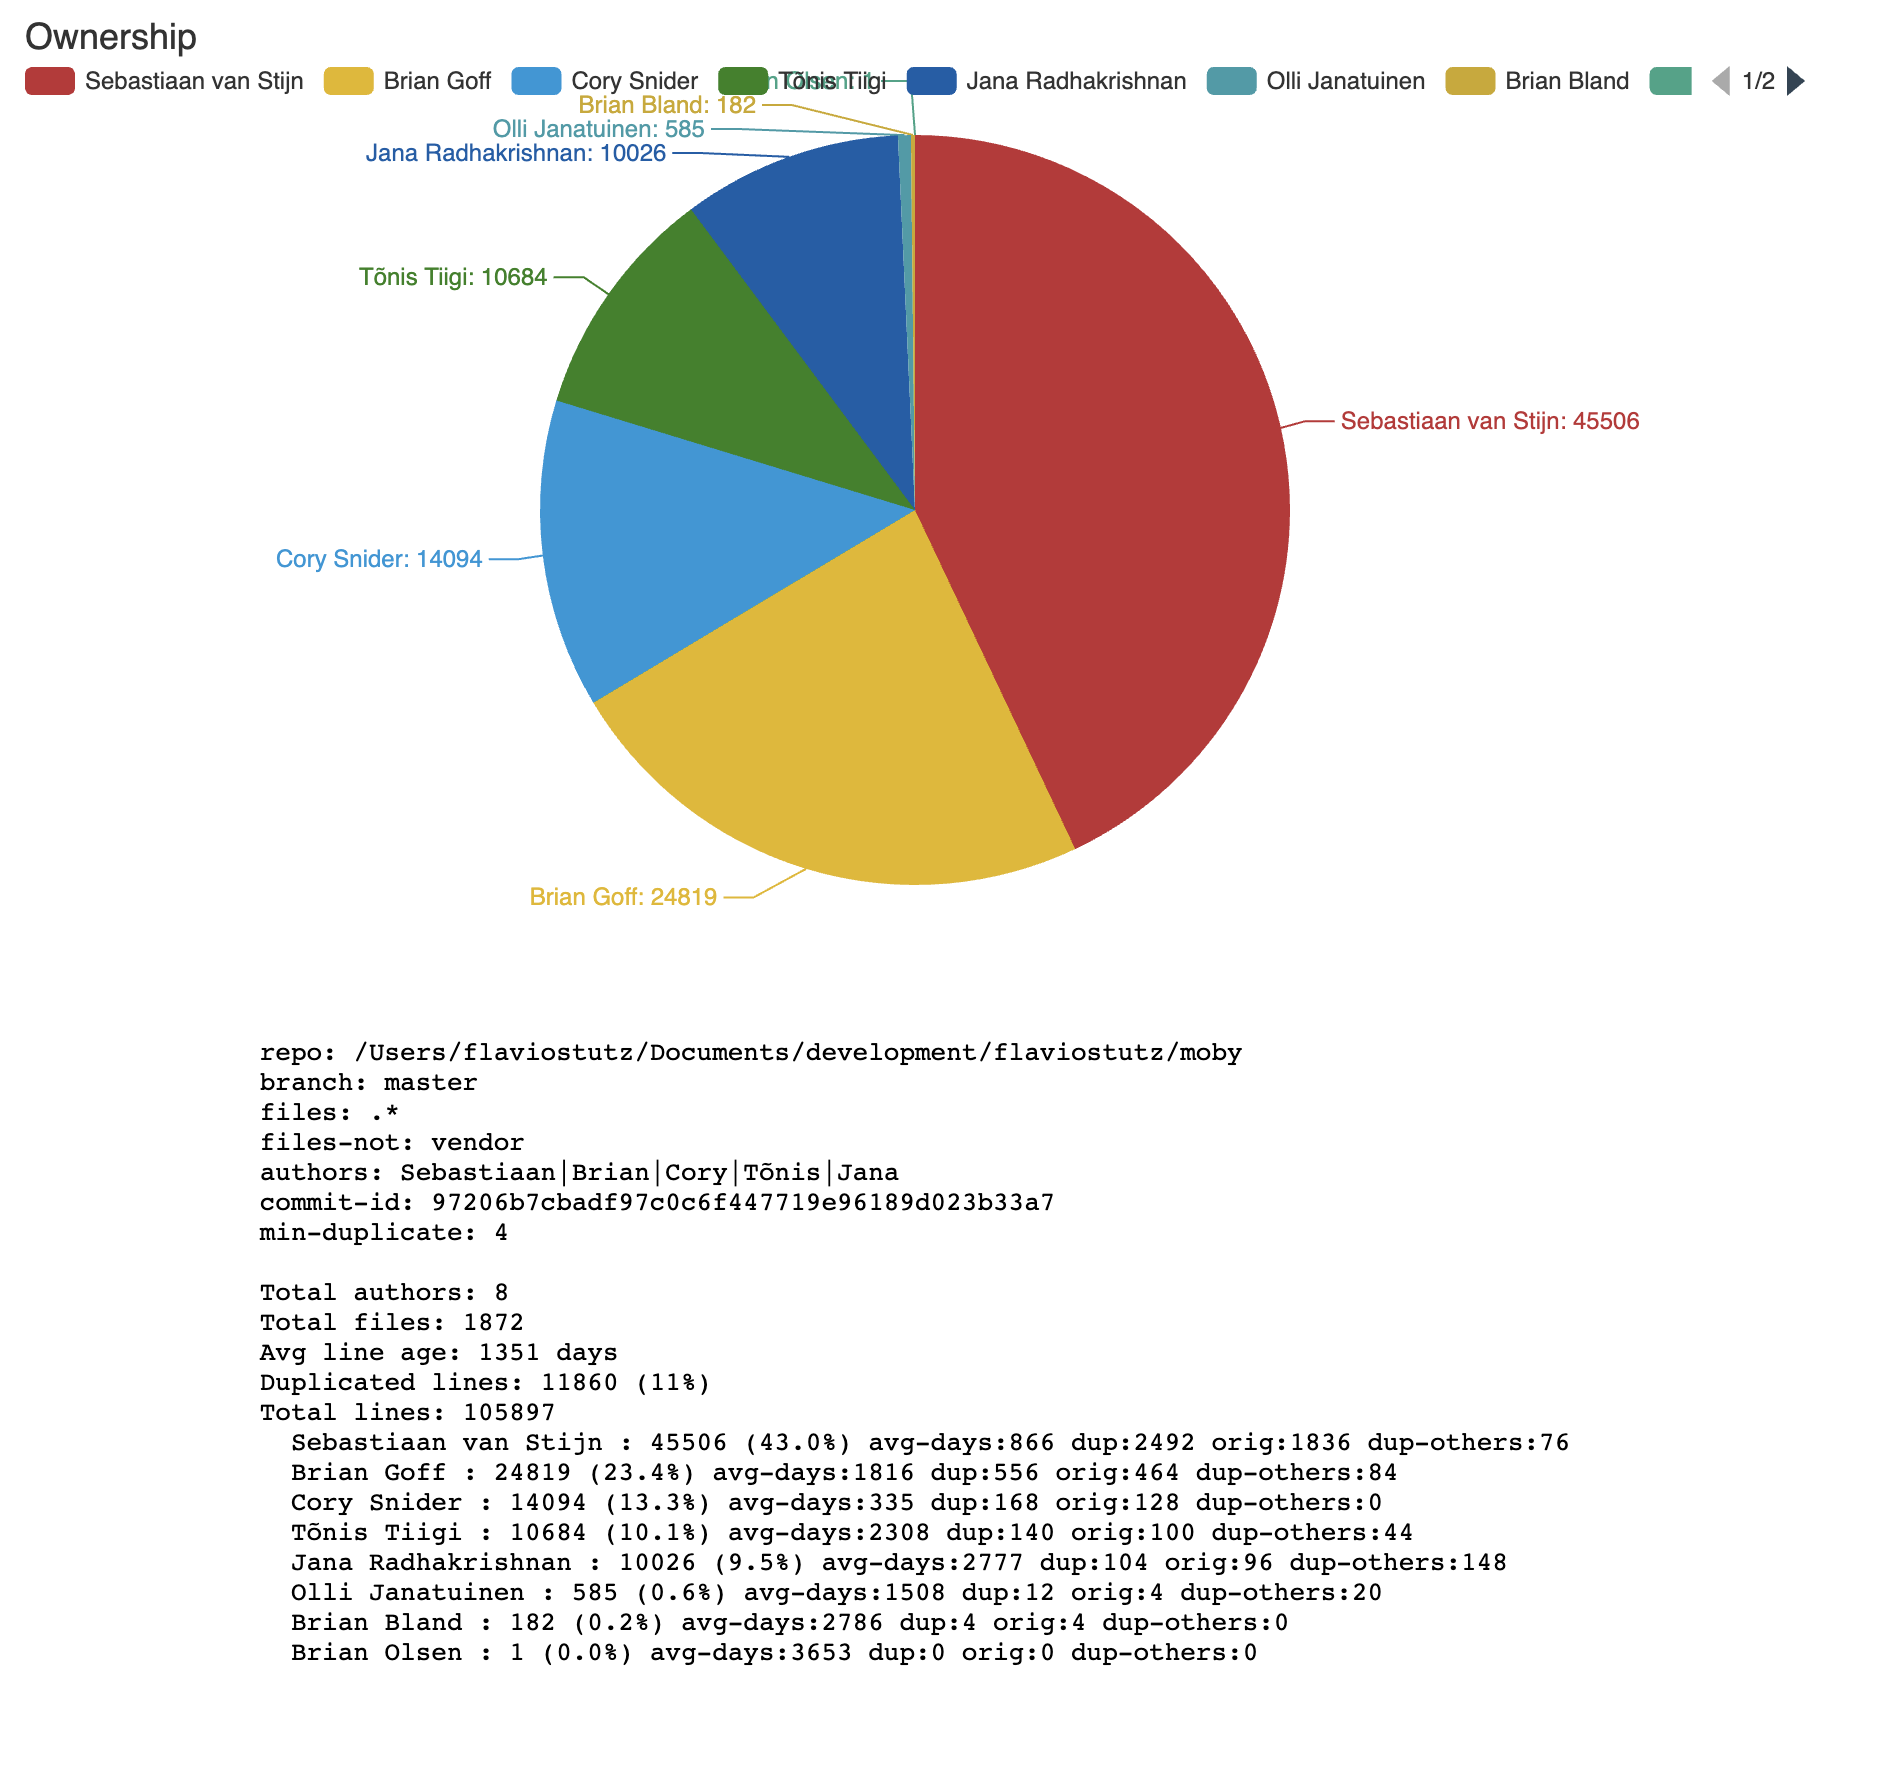 Ownership
Sebastiaan van Stijn Brian Goff Cory Snider Tõnis Tiigi Jana Radhakrishnan Olli Janatuinen Brian Bland 1/2
Brian Bland: 182
Olli Janatuinen: 585
Jana Radhakrishnan: 10026
Tõnis Tiigi: 10684
Sebastiaan van Stijn: 45506
Cory Snider: 14094
Brian Goff: 24819
repo: /Users/flaviostutz/Documents/development/flaviostutz/moby
branch: master
files: .*
files-not: vendor
authors: Sebastiaan|Brian|Cory|Tõnis|Jana
commit-id: 97206b7cbadf97c0c6f447719e96189d023b33a7
min-duplicate: 4
Total authors: 8
Total files: 1872
Avg line age: 1351 days
Duplicated lines: 11860 (11%)
Total lines: 105897
Sebastiaan van Stijn : 45506 (43.0%) avg-days:866 dup:2492 orig:1836 dup-others:76
Brian Goff : 24819 (23.4%) avg-days:1816 dup:556 orig:464 dup-others:84
Cory Snider : 14094 (13.3%) avg-days:335 dup:168 orig:128 dup-others:0
Tõnis Tiigi : 10684 (10.1%) avg-days:2308 dup:140 orig:100 dup-others:44
Jana Radhakrishnan : 10026 (9.5%) avg-days:2777 dup:104 orig:96 dup-others:148
Olli Janatuinen : 585 (0.6%) avg-days:1508 dup:12 orig:4 dup-others:20
Brian Bland : 182 (0.2%) avg-days:2786 dup:4 orig:4 dup-others:0
Brian Olsen : 1 (0.0%) avg-days:3653 dup:0 orig:0 dup-others:0